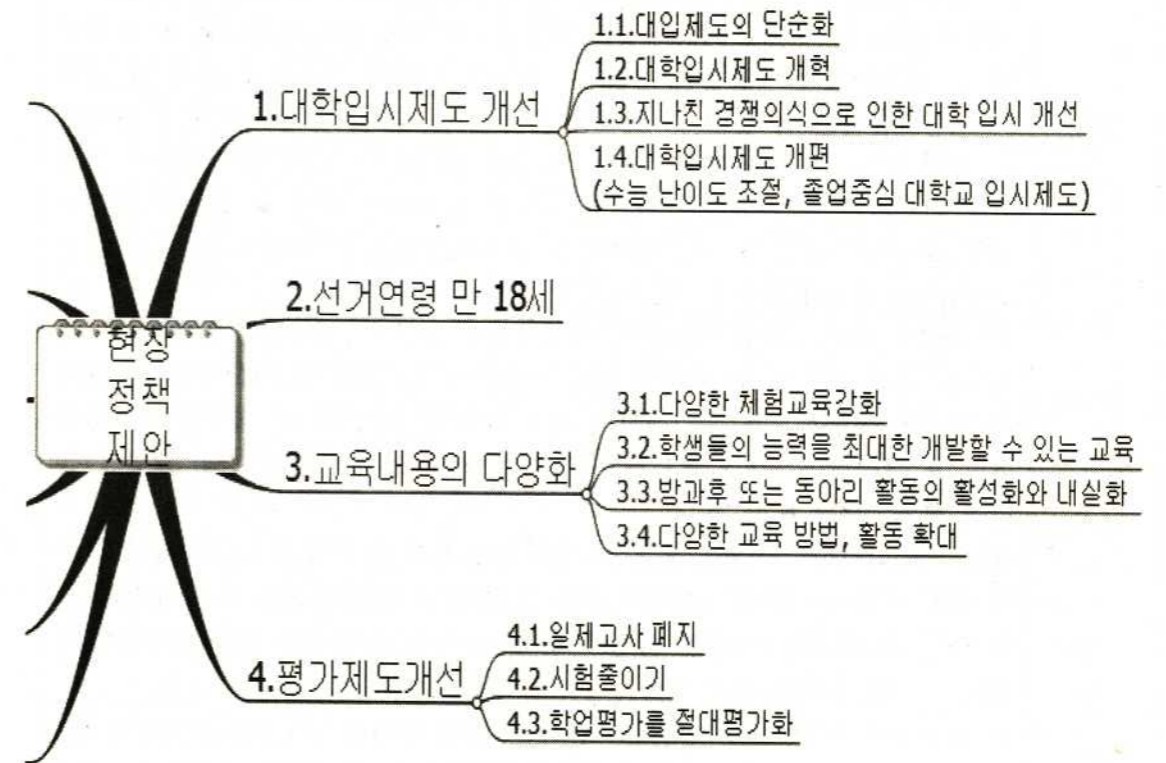 1.대학입시제도 개선
1.1.대입제도의 단순화
1.2.대학입시제도 개혁
1.3.지나친 경쟁의식으로 인한 대학 입시 개선
1.4.대학입시제도 개편
(수능 난이도 조절, 졸업중심 대학교 입시제도)
2.선거연령 만 18세
현장
정책
제안
3.교육내용의 다양화
3.1.다양한 체험교육강화
3.2.학생들의 능력을 최대한 개발할 수 있는 교육
3.3.방과후 또는 동아리 활동의 활성화와 내실화
3.4.다양한 교육 방법, 활동 확대
4.평가제도개선
4.1.일제고사 폐지
4.2.시험줄이기
4.3.학업평가를 절대평가화